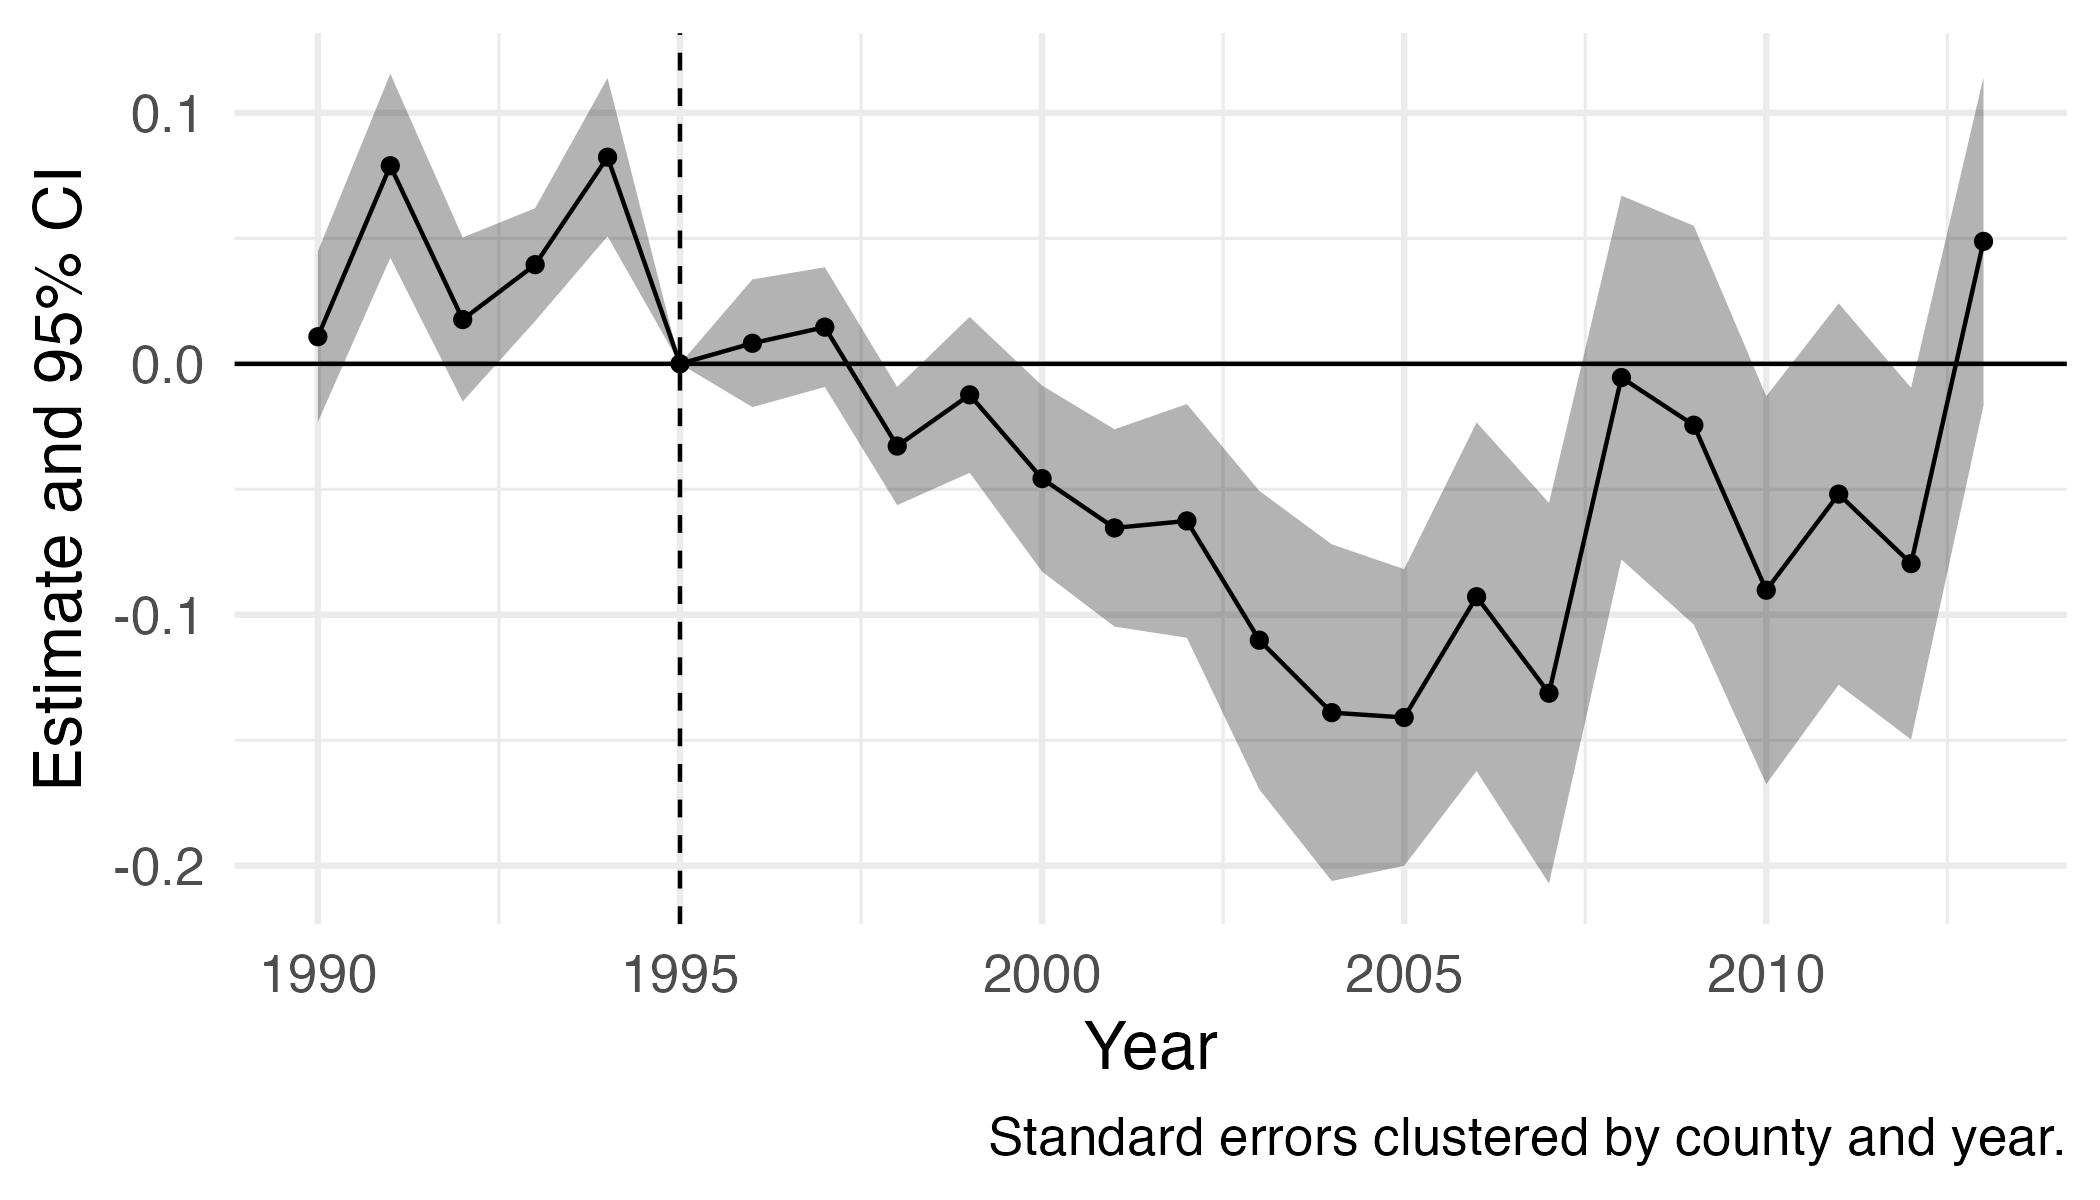 Estimate and 95% CI
0.1
0.0
-0.1
-0.2
1990 1995 2000 2005 2010
Year
Standard errors clustered by county and year.